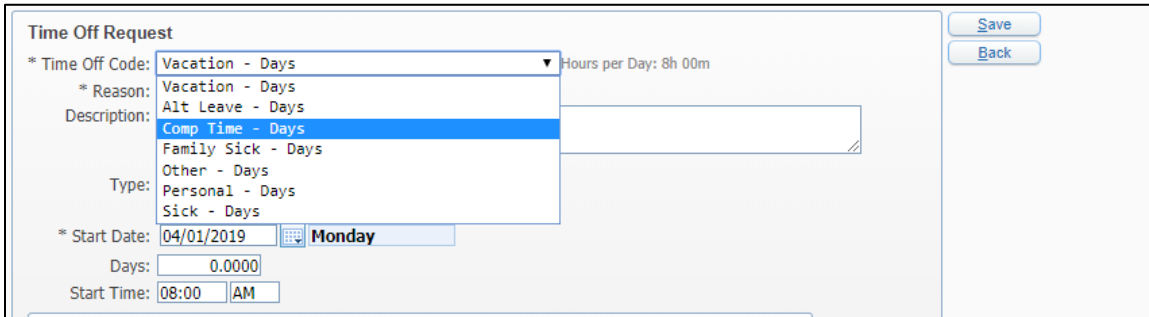 Time Off Request
* Time Off Code: Vacation - Days Hours per Day: 8h 00m
Vacation - Days
* Reason:
Alt Leave - Days
Description:
Comp Time - Days
Family Sick - Days
Other - Days
Type:
Personal - Days
Sick - Days
* Start Date: 04/01/2019 Monday
Days: 0.0000
Start Time: 08:00 AM
Save
Back